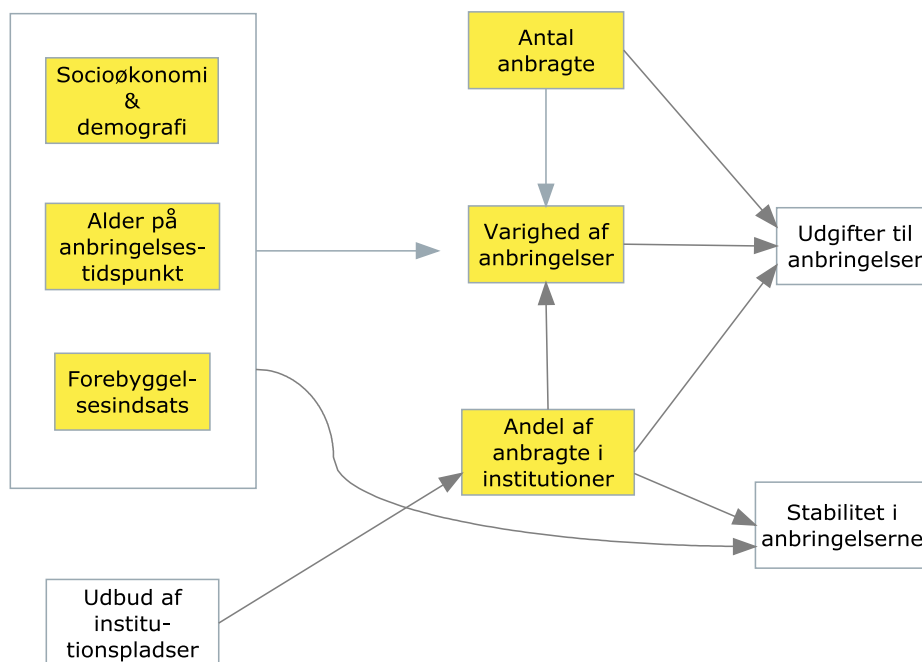 Socioøkonomi
&
demografi
Alder på
anbringelses-
tidspunkt
Forebyggel-
sesindsats
Udbud af
institu-
tionspladser
Antal
anbragte
Varighed af
anbringelser
Andel af
anbragte i
institutioner
Udgifter til
anbringelser
Stabilitet i
anbringelserne